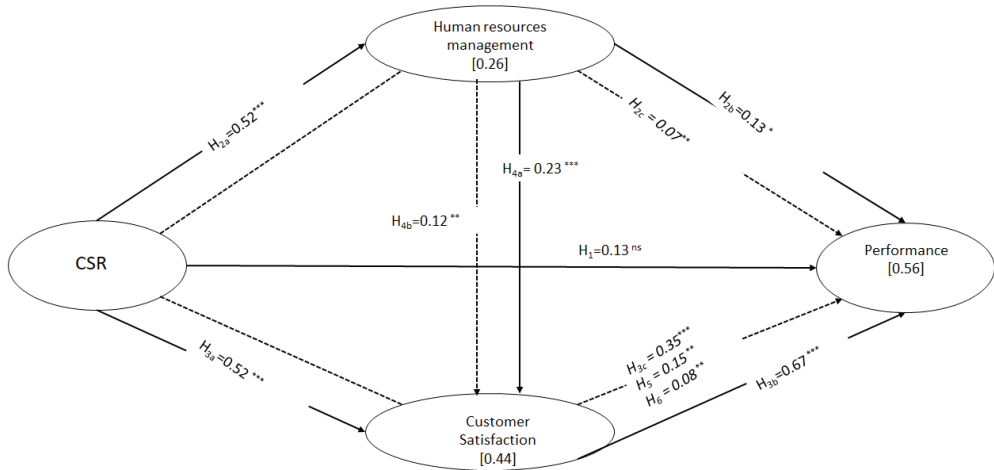 Human resources
management
[0.26]
H2a=0.52***
H2c = 0.07**
H2b=0.13 *
H4a= 0.23 ***
H4b=0.12 **
CSR
H1=0.13 ns
Performance
[0.56]
H3a=0.52 ***
H3c = 0.35***
H5 = 0.15**
H6 = 0.08**
H3b=0.67***
Customer
Satisfaction
[0.44]